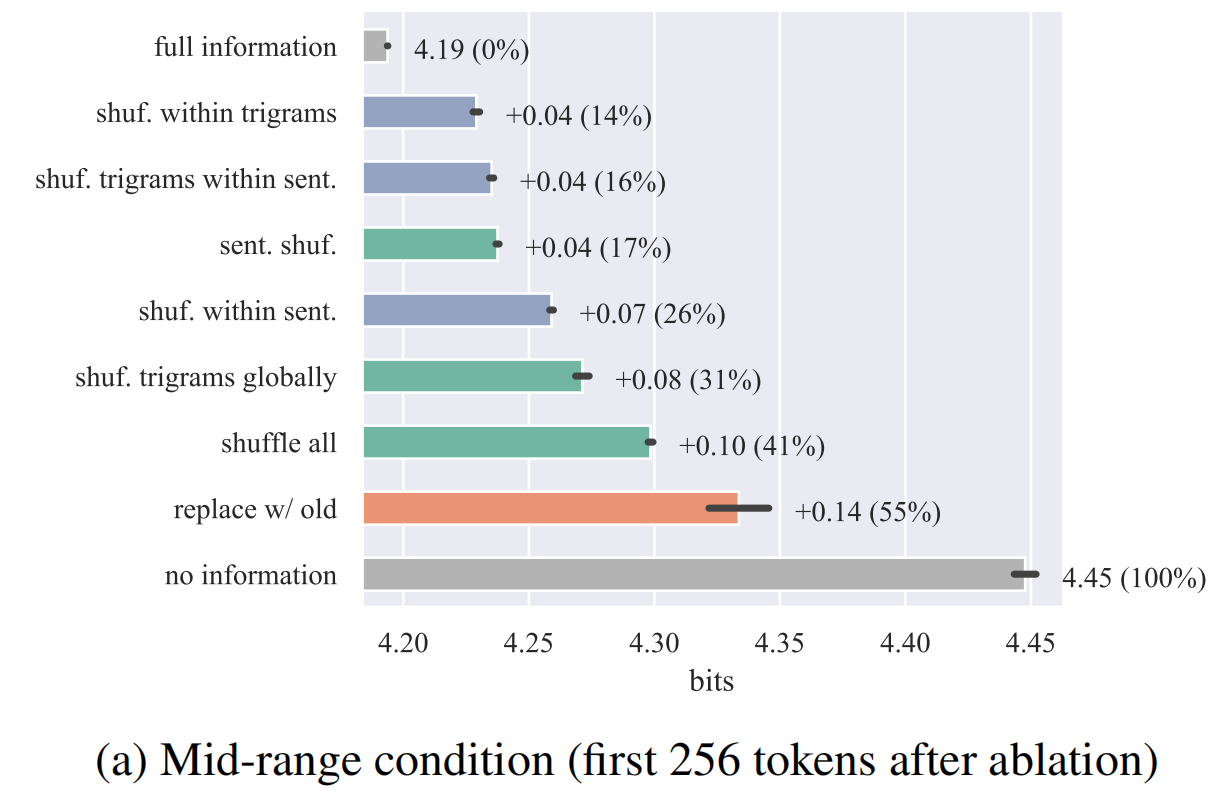 full information 4.19 (0%)
shuf. within trigrams +0.04 (14%)
shuf. trigrams within sent. +0.04 (16%)
sent. shuf. +0.04 (17%)
shuf. within sent. +0.07 (26%)
shuf. trigrams globally +0.08 (31%)
shuffle all +0.10 (41%)
replace w/ old +0.14 (55%)
no information 4.45 (100%)
4.20 4.25 4.30 4.35 4.40 4.45
bits
(a) Mid-range condition (first 256 tokens after ablation)